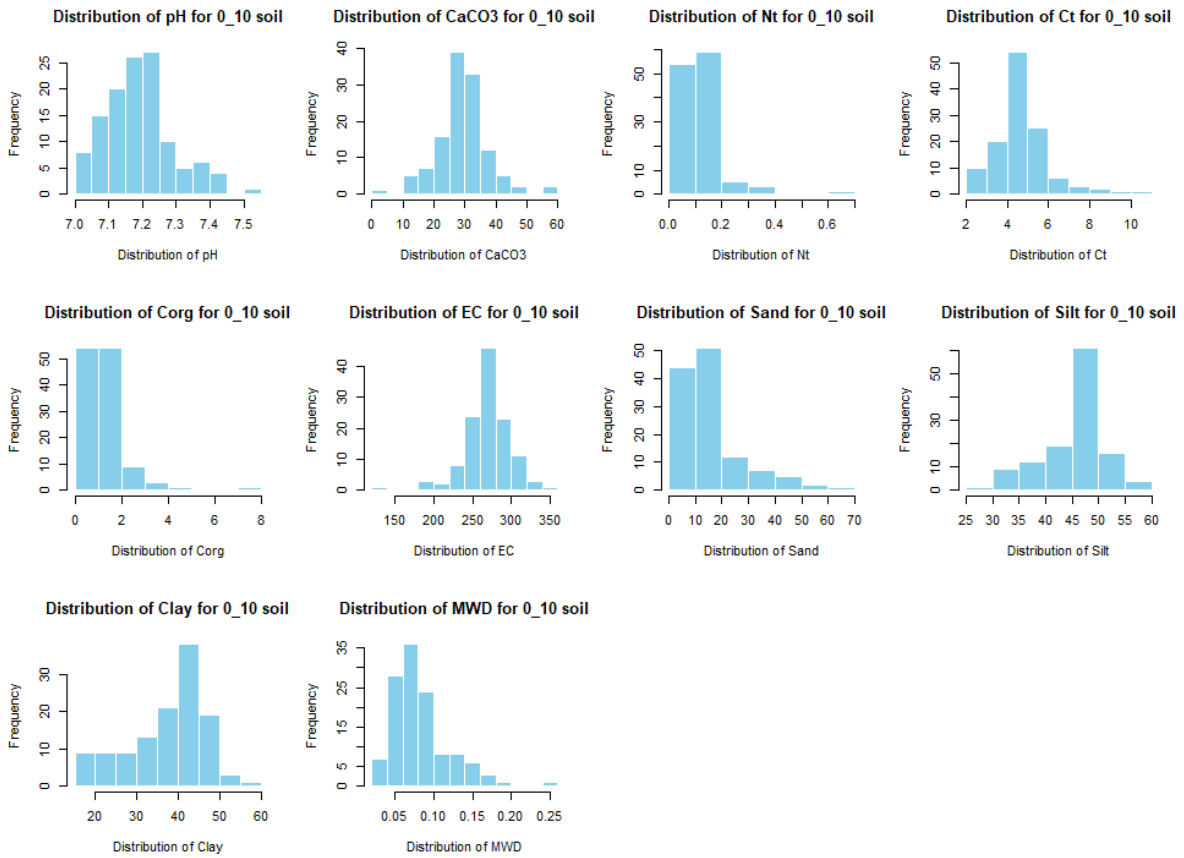 Distribution of pH for 0_10 soil
Frequency
0 5 10 15 20 25
7.0 7.1 7.2 7.3 7.4 7.5
Distribution of pH
Distribution of CaCO3 for 0_10 soil
Frequency
0 10 20 30 40
0 10 20 30 40 50 60
Distribution of CaCO3
Distribution of Nt for 0_10 soil
Frequency
0 10 20 30 50
0.0 0.2 0.4 0.6
Distribution of Nt
Distribution of Ct for 0_10 soil
Frequency
0 10 20 30 40 50
2 4 6 8 10
Distribution of Ct
Distribution of Corg for 0_10 soil
Frequency
0 10 20 30 40 50
0 2 4 6 8
Distribution of Corg
Distribution of EC for 0_10 soil
Frequency
0 10 20 30 40
150 200 250 300 350
Distribution of EC
Distribution of Sand for 0_10 soil
Frequency
0 10 20 30 40 50
0 10 20 30 40 50 60 70
Distribution of Sand
Distribution of Silt for 0_10 soil
Frequency
0 10 30 50
25 30 35 40 45 50 55 60
Distribution of Silt
Distribution of Clay for 0_10 soil
Frequency
0 10 20 30
20 30 40 50 60
Distribution of Clay
Distribution of MWD for 0_10 soil
Frequency
0 5 15 25 35
0.05 0.10 0.15 0.20 0.25
Distribution of MWD